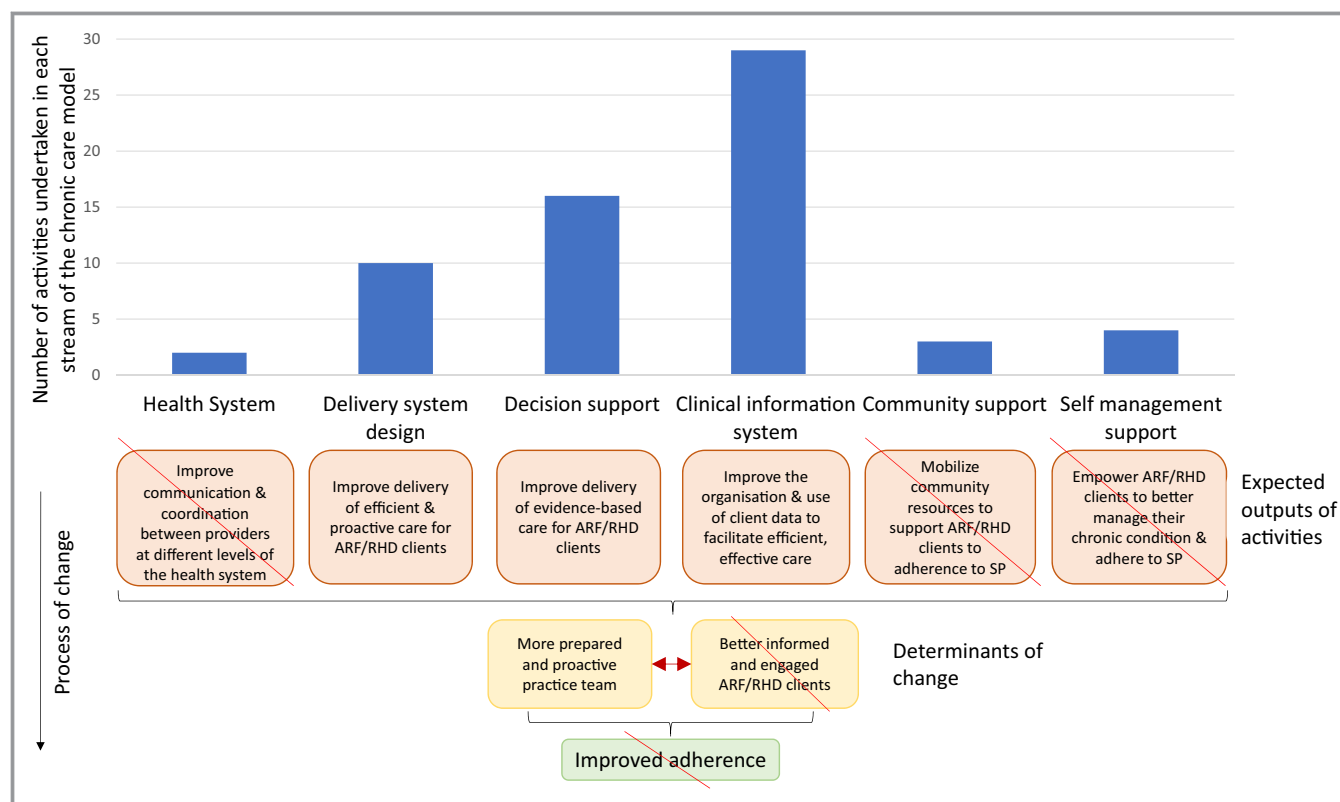 Number of activities undertaken in each
stream of the chronic care model
30
25
20
15
10
5
0
Health System
Delivery system
design
Decision support
Clinical information
system
Community support
Self management
support
Process of change
Improve
communication &
coordination
between providers
at different levels of
the health system
Improve delivery
of efficient &
proactive care for
ARF/RHD clients
Improve delivery
of evidence-based
care for ARF/RHD
clients
Improve the
organisation & use
of client data to
facilitate efficient,
effective care
Mobilize
community
resources to
support ARF/RHD
clients to
adherence to SP
Empower ARF/RHD
clients to better
manage their
chronic condition &
adhere to SP
Expected
outputs of
activities
More prepared
and proactive
practice team
Better informed
and engaged
ARF/RHD clients
Determinants of
change
Improved adherence